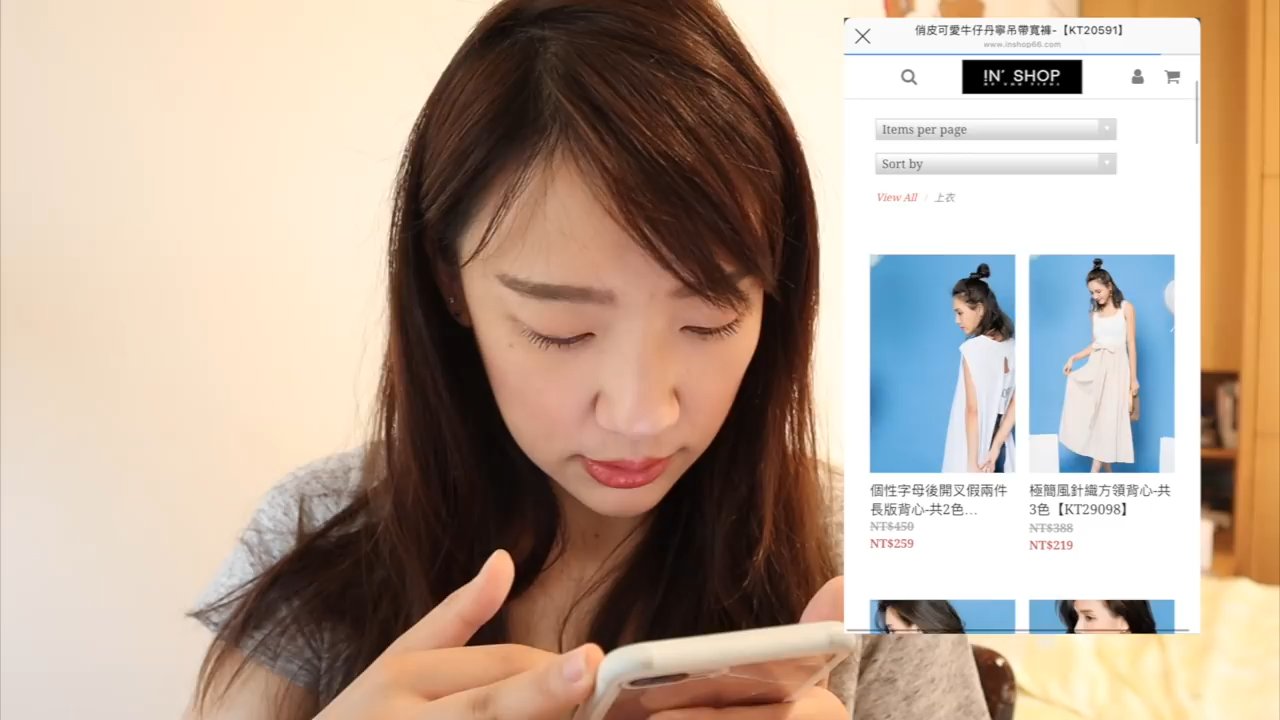 俏皮可愛牛仔丹寧吊帶寬褲-【KT20591】
www.inshop66.com
IN' SHOP
Items per page
Sort by
View All / 上衣
個性字母後開叉假兩件
長版背心-共2色…
NT$450
NT$259
極簡風針織方領背心-共
3色【KT29098】
NT$388
NT$219